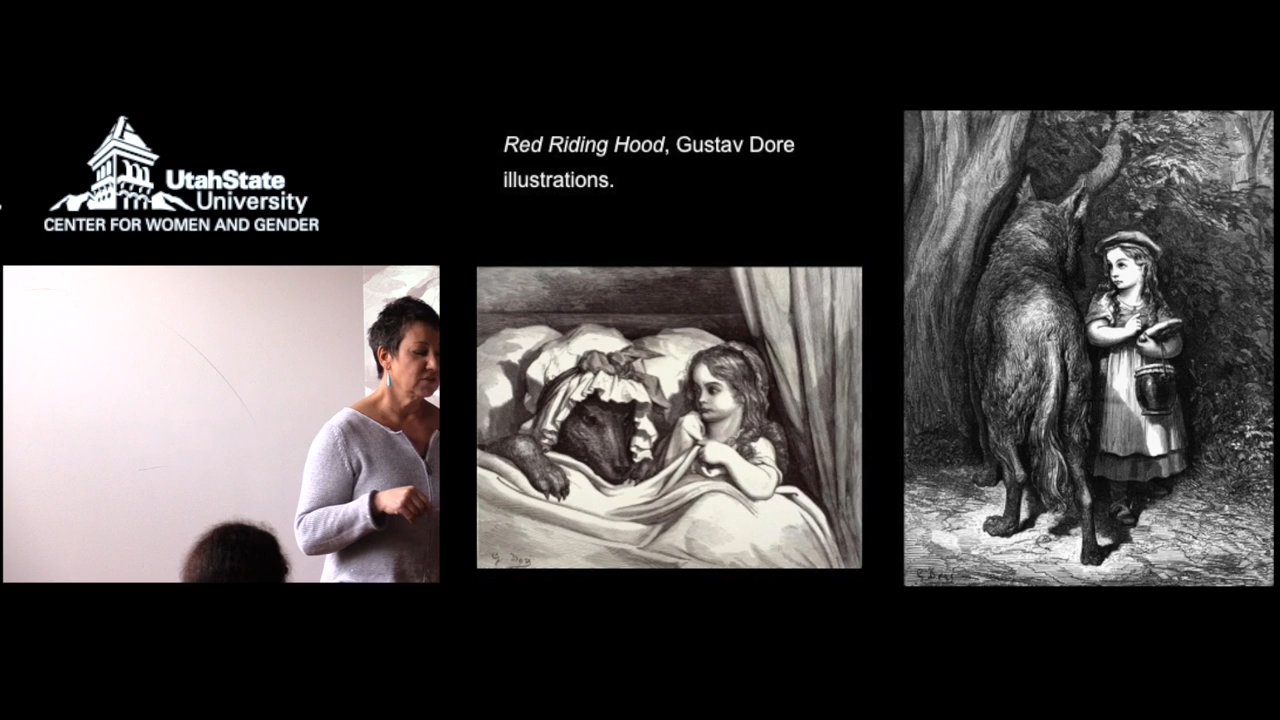 UtahState
University
CENTER FOR WOMEN AND GENDER
Red Riding Hood, Gustav Dore
illustrations.